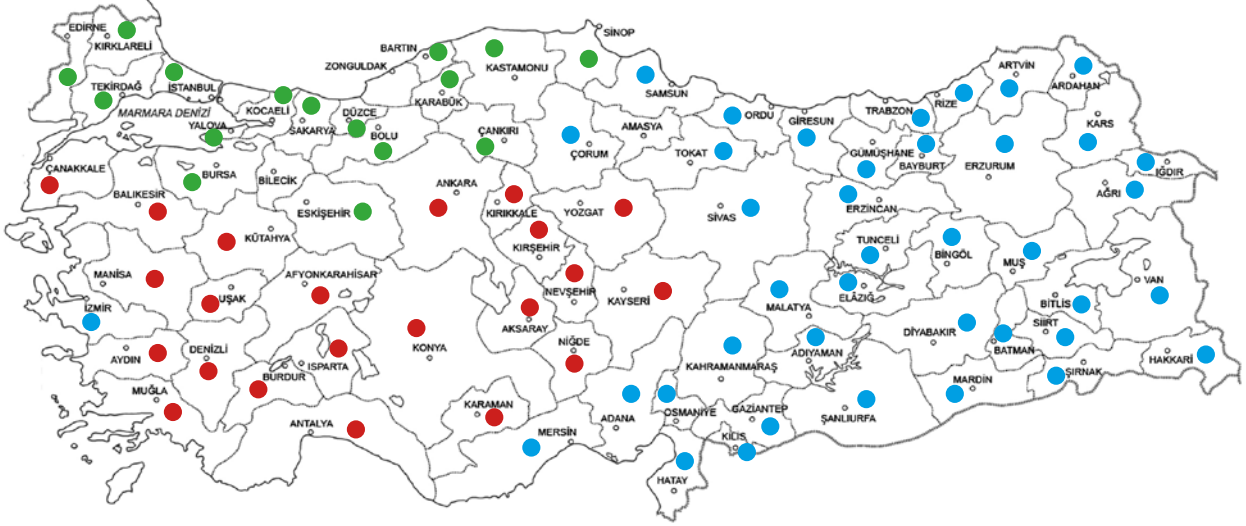 EDİRNE
KIRKLARELİ
TEKİRDAĞ
İSTANBUL
MARMARA DENİZİ
YALOVA
KOCAELİ
SAKARYA
DÜZCE
BOLU
ZONGULDAK
BARTIN
KARABÜK
KASTAMONU
SİNOP
ÇANKIRI
SAMSUN
AMASYA
ÇORUM
TOKAT
ORDU
GİRESUN
TRABZON
RİZE
ARTVİN
ARDAHAN
KARS
GÜMÜŞHANE
BAYBURT
ERZURUM
IĞDIR
AĞRI
ÇANAKKALE
BALIKESİR
BURSA
BİLECİK
ESKİŞEHİR
KÜTAHYA
ANKARA
KIRIKKALE
KIRŞEHİR
YOZGAT
SİVAS
ERZİNCAN
TUNCELİ
BİNGÖL
MUŞ
VAN
BİTLİS
MANİSA
İZMİR
UŞAK
AFYONKARAHİSAR
NEVŞEHİR
KAYSERİ
AKSARAY
MALATYA
ELÂZIĞ
DİYABAKIR
BATMAN
SİİRT
ŞIRNAK
HAKKARİ
AYDIN
DENİZLİ
BURDUR
ISPARTA
KONYA
NİĞDE
KAHRAMANMARAŞ
ADIYAMAN
MARDİN
MUĞLA
ANTALYA
KARAMAN
MERSİN
ADANA
OSMANİYE
GAZİANTEP
KİLİS
ŞANLIURFA
HATAY